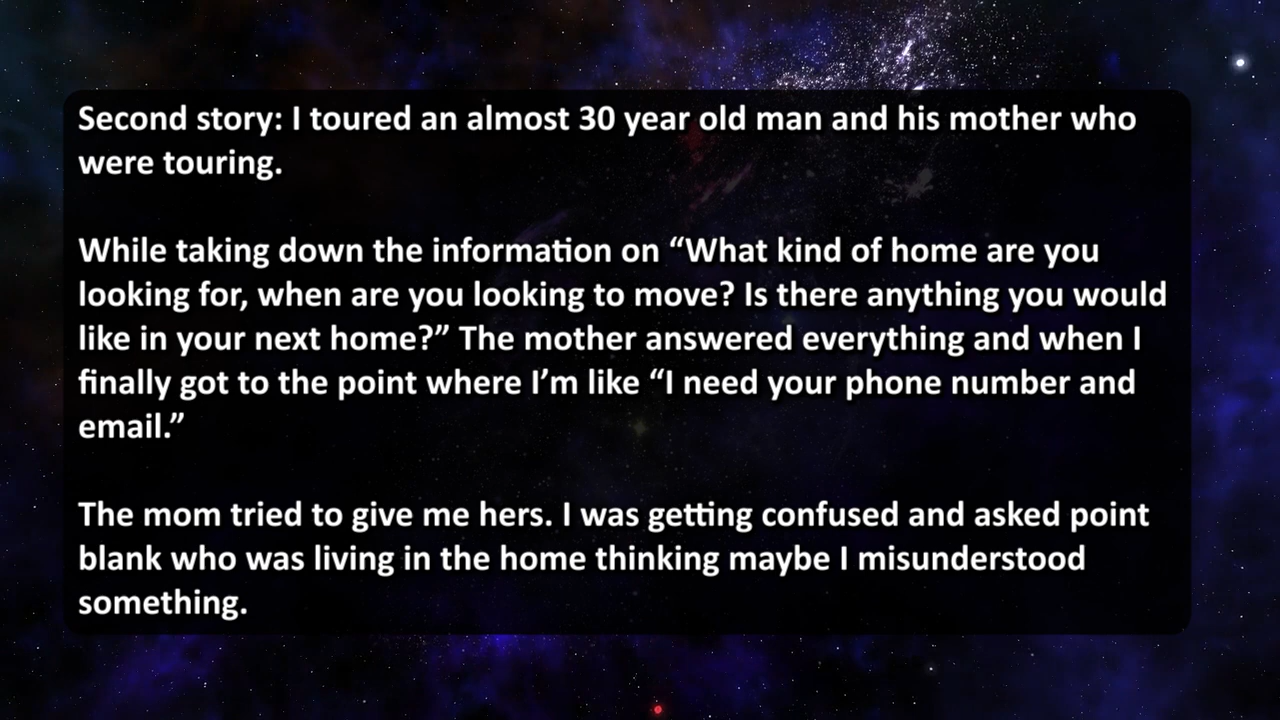 Second story: I toured an almost 30 year old man and his mother who
were touring.
While taking down the information on “What kind of home are you
looking for, when are you looking to move? Is there anything you would
like in your next home?” The mother answered everything and when I
finally got to the point where I’m like “I need your phone number and
email.”
The mom tried to give me hers. I was getting confused and asked point
blank who was living in the home thinking maybe I misunderstood
something.